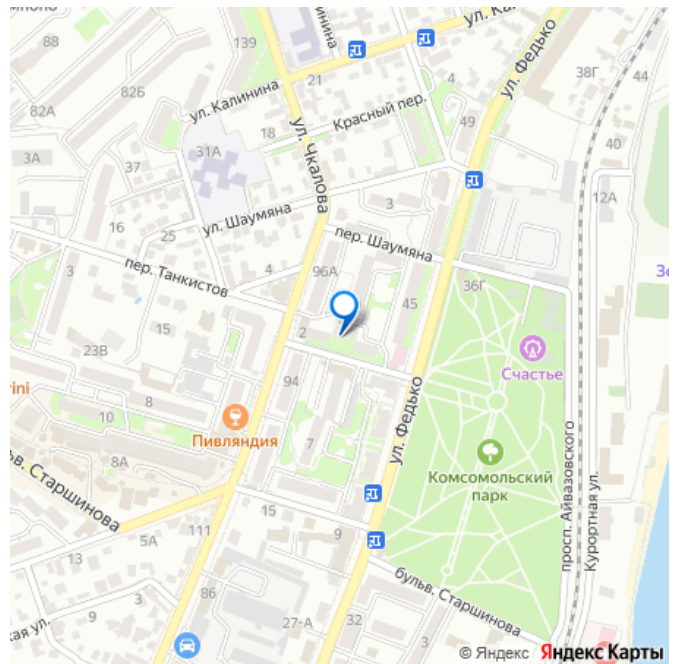 88
139
ул. Калинина
ул. Федько
38Г
44
82Б
82А
21
4
ул. Калинина
Красный пер.
49
18
31А
3А
37
40
12А
ул. Чкалова
16
3
ул. Шаумяна
25
пер. Шаумяна
3
пер. Танкистов
4
96А
36Г
45
15
2
23В
Счастье
94
8
10
Пивляндия
7
ул. Федько
Комсомольский
парк
8А
бульв. Старшинова
просп. Айвазовского
Курортная ул.
15
111
5А
13
9
3
9
86
27-А
32
3
бульв. Старшинова
© Яндекс Яндекс Карты